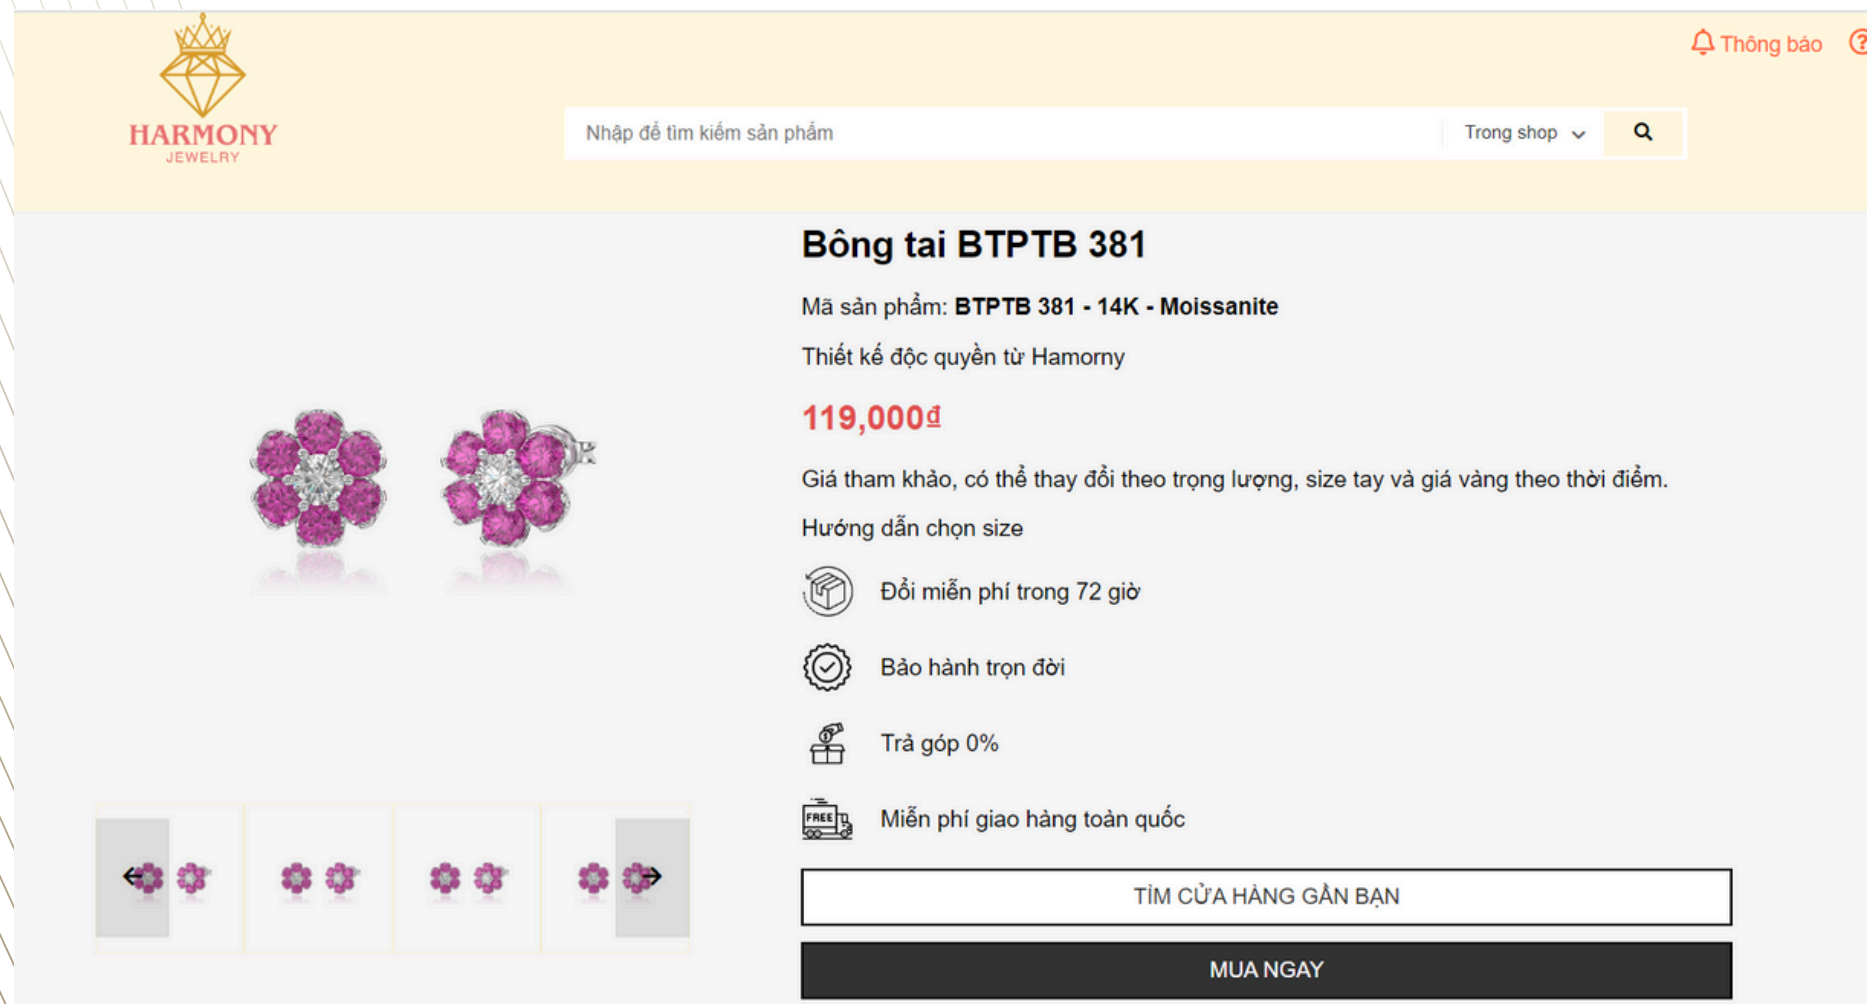 Thông báo
HARMONY
JEWELRY
Nhập để tìm kiếm sản phẩm
Trong shop
Bông tai BTPTB 381
Mã sản phẩm: BTPTB 381 - 14K - Moissanite
Thiết kế độc quyền từ Hamorny
119,000₫
Giá tham khảo, có thể thay đổi theo trọng lượng, size tay và giá vàng theo thời điểm.
Hướng dẫn chọn size
Đổi miễn phí trong 72 giờ
Bảo hành trọn đời
Trả góp 0%
FREE
Miễn phí giao hàng toàn quốc
TÌM CỬA HÀNG GẦN BẠN
MUA NGAY